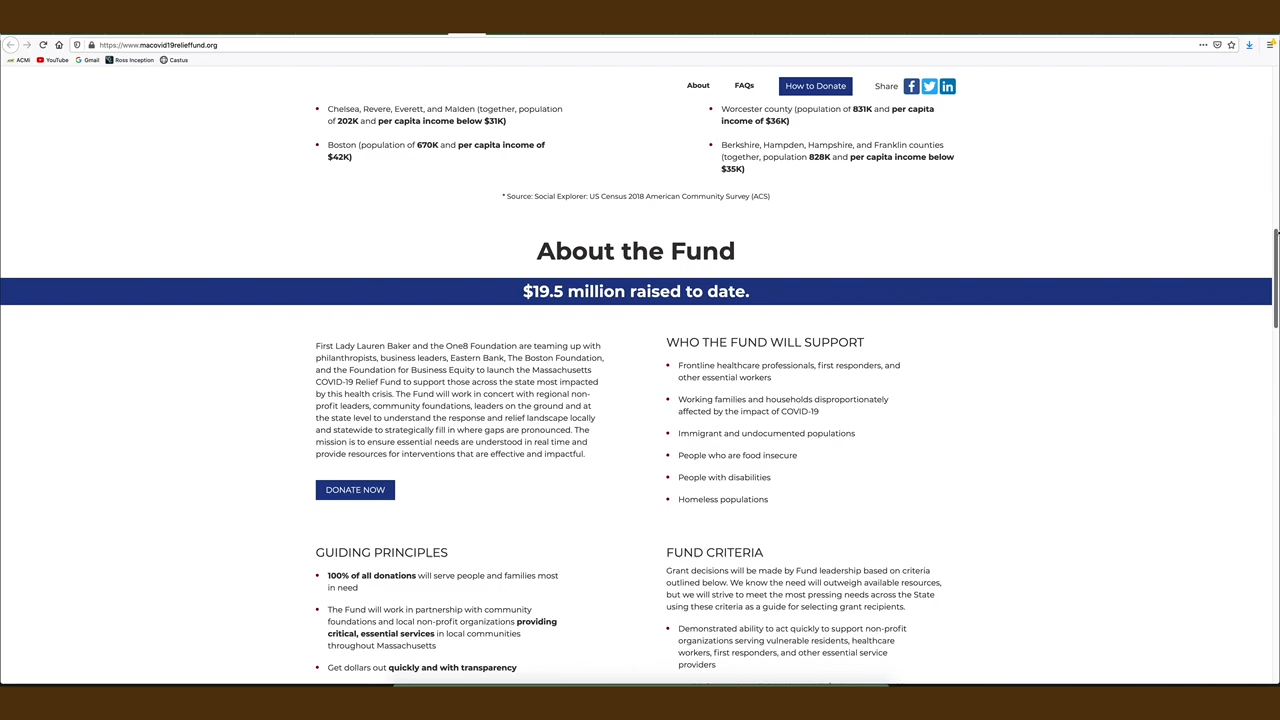 https://www.macovid19relieffund.org
ACMi YouTube Gmail Ross Inception Castus
About FAQs How to Donate Share
Chelsea, Revere, Everett, and Malden (together, population
of 202K and per capita income below $31K)
Boston (population of 670K and per capita income of
$42K)
Worcester county (population of 831K and per capita
income of $36K)
Berkshire, Hampden, Hampshire, and Franklin counties
(together, population 828K and per capita income below
$35K)
* Source: Social Explorer: US Census 2018 American Community Survey (ACS)
About the Fund
$19.5 million raised to date.
First Lady Lauren Baker and the One8 Foundation are teaming up with
philanthropists, business leaders, Eastern Bank, The Boston Foundation,
and the Foundation for Business Equity to launch the Massachusetts
COVID-19 Relief Fund to support those across the state most impacted
by this health crisis. The Fund will work in concert with regional non-
profit leaders, community foundations, leaders on the ground and at
the state level to understand the response and relief landscape locally
and statewide to strategically fill in where gaps are pronounced. The
mission is to ensure essential needs are understood in real time and
provide resources for interventions that are effective and impactful.
DONATE NOW
WHO THE FUND WILL SUPPORT
Frontline healthcare professionals, first responders, and
other essential workers
Working families and households disproportionately
affected by the impact of COVID-19
Immigrant and undocumented populations
People who are food insecure
People with disabilities
Homeless populations
GUIDING PRINCIPLES
100% of all donations will serve people and families most
in need
The Fund will work in partnership with community
foundations and local non-profit organizations providing
critical, essential services in local communities
throughout Massachusetts
Get dollars out quickly and with transparency
FUND CRITERIA
Grant decisions will be made by Fund leadership based on criteria
outlined below. We know the need will outweigh available resources,
but we will strive to meet the most pressing needs across the State
using these criteria as a guide for selecting grant recipients.
Demonstrated ability to act quickly to support non-profit
organizations serving vulnerable residents, healthcare
workers, first responders, and other essential service
providers